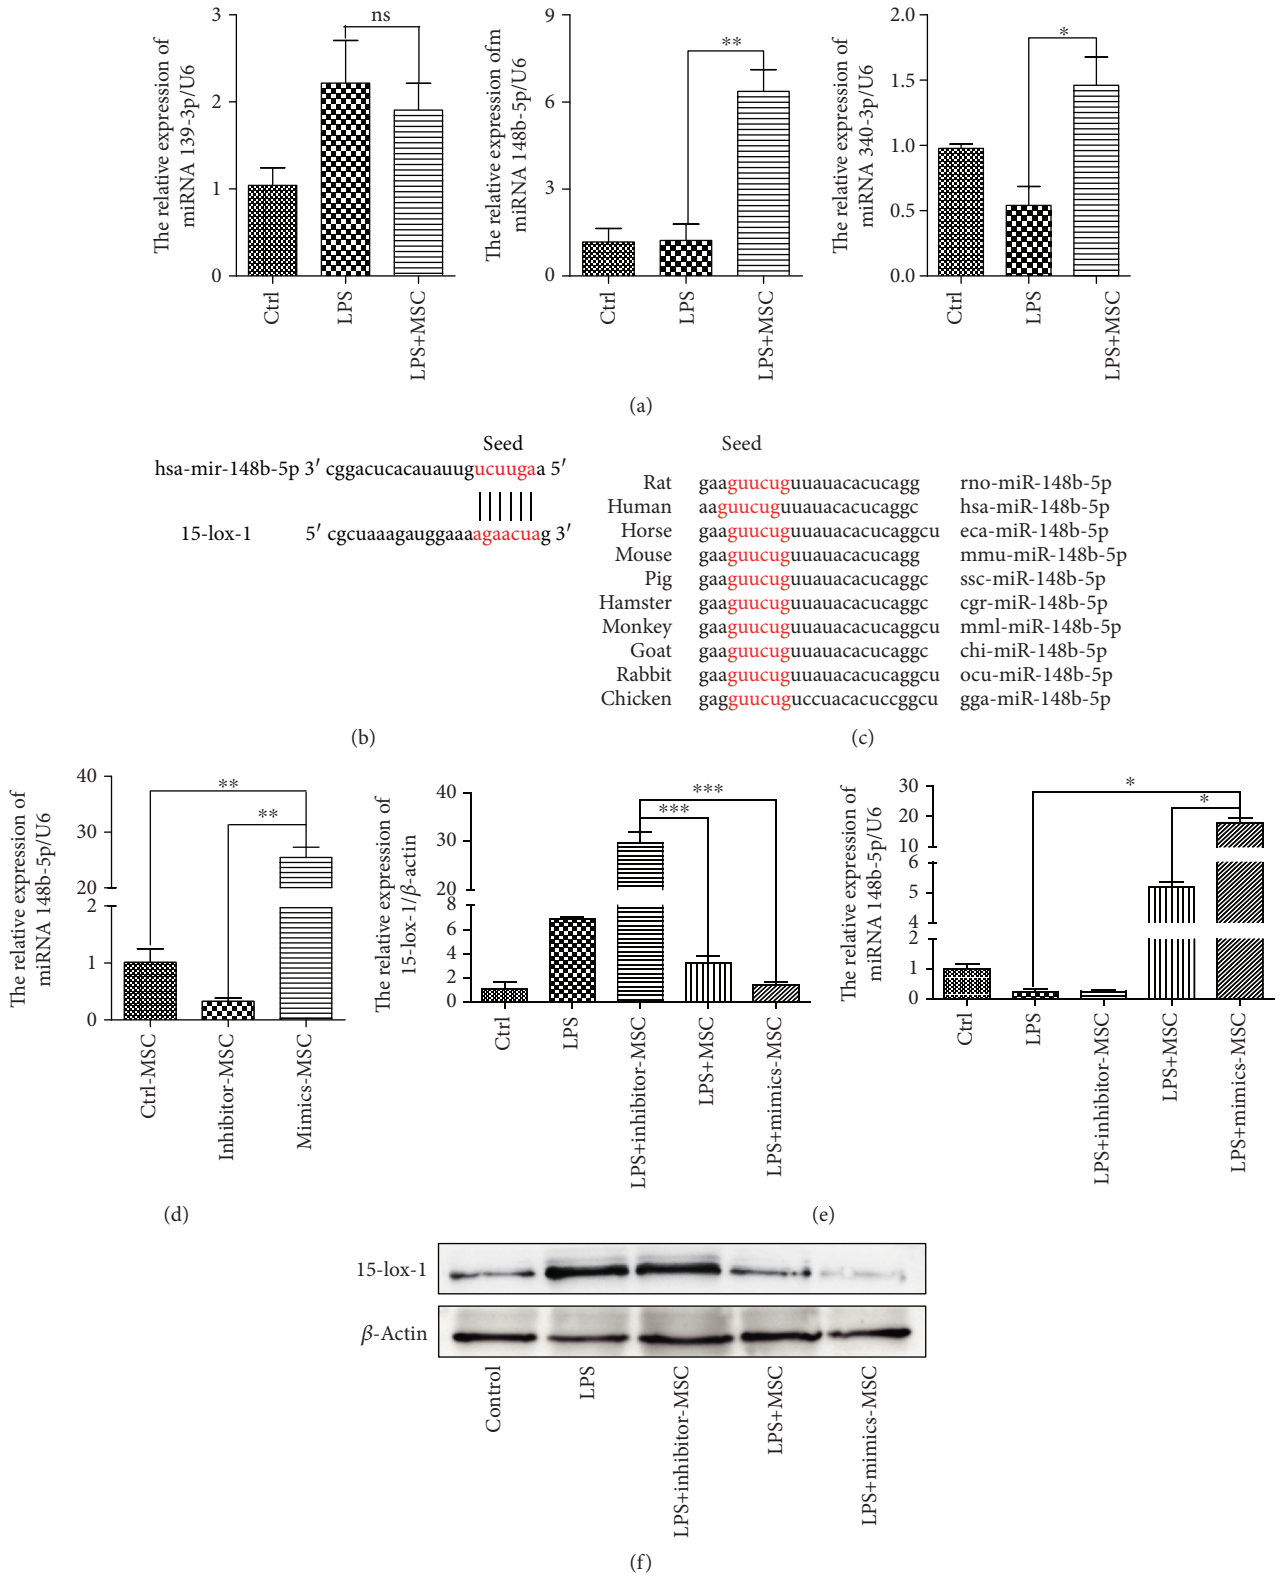 The relative expression of
miRNA 139-3p/U6
3
2
1
0
ns
Ctrl
LPS
LPS+MSC
The relative expression ofm
miRNA 148b-5p/U6
9
6
3
0
**
Ctrl
LPS
LPS+MSC
The relative expression of
miRNA 340-3p/U6
2.0
1.5
1.0
0.5
0.0
*
Ctrl
LPS
LPS+MSC
(a)
Seed
hsa-mir-148b-5p 3′ cggacucacauauugucuugaa 5′
15-lox-1 5′ cgcuaaagauggaaaagaacuag 3′
(b)
Seed
Rat gaaguucuguuauacacucagg rno-miR-148b-5p
Human aaguucuguuauacacucaggc hsa-miR-148b-5p
Horse gaaguucuguuauacacucaggcu eca-miR-148b-5p
Mouse gaaguucuguuauacacucagg mmu-miR-148b-5p
Pig gaaguucuguuauacacucaggc ssc-miR-148b-5p
Hamster gaaguucuguuauacacucaggc cgr-miR-148b-5p
Monkey gaaguucuguuauacacucaggcu mml-miR-148b-5p
Goat gaaguucuguuauacacucaggc chi-miR-148b-5p
Rabbit gaaguucuguuauacacucaggcu ocu-miR-148b-5p
Chicken gagguucuguccuacacuccggcu gga-miR-148b-5p
(c)
The relative expression of
miRNA 148b-5p/U6
40
30
20
2
1
0
**
**
Ctrl-MSC
Inhibitor-MSC
Mimics-MSC
(d)
The relative expression of
15-lox-1/β-actin
40
30
20
8
6
4
2
0
***
***
Ctrl
LPS
LPS+inhibitor-MSC
LPS+MSC
LPS+mimics-MSC
The relative expression of
miRNA 148b-5p/U6
30
20
10
6
5
4
2
1
0
*
*
Ctrl
LPS
LPS+inhibitor-MSC
LPS+MSC
LPS+mimics-MSC
(e)
15-lox-1
β-Actin
Control
LPS
LPS+inhibitor-MSC
LPS+MSC
LPS+mimics-MSC
(f)